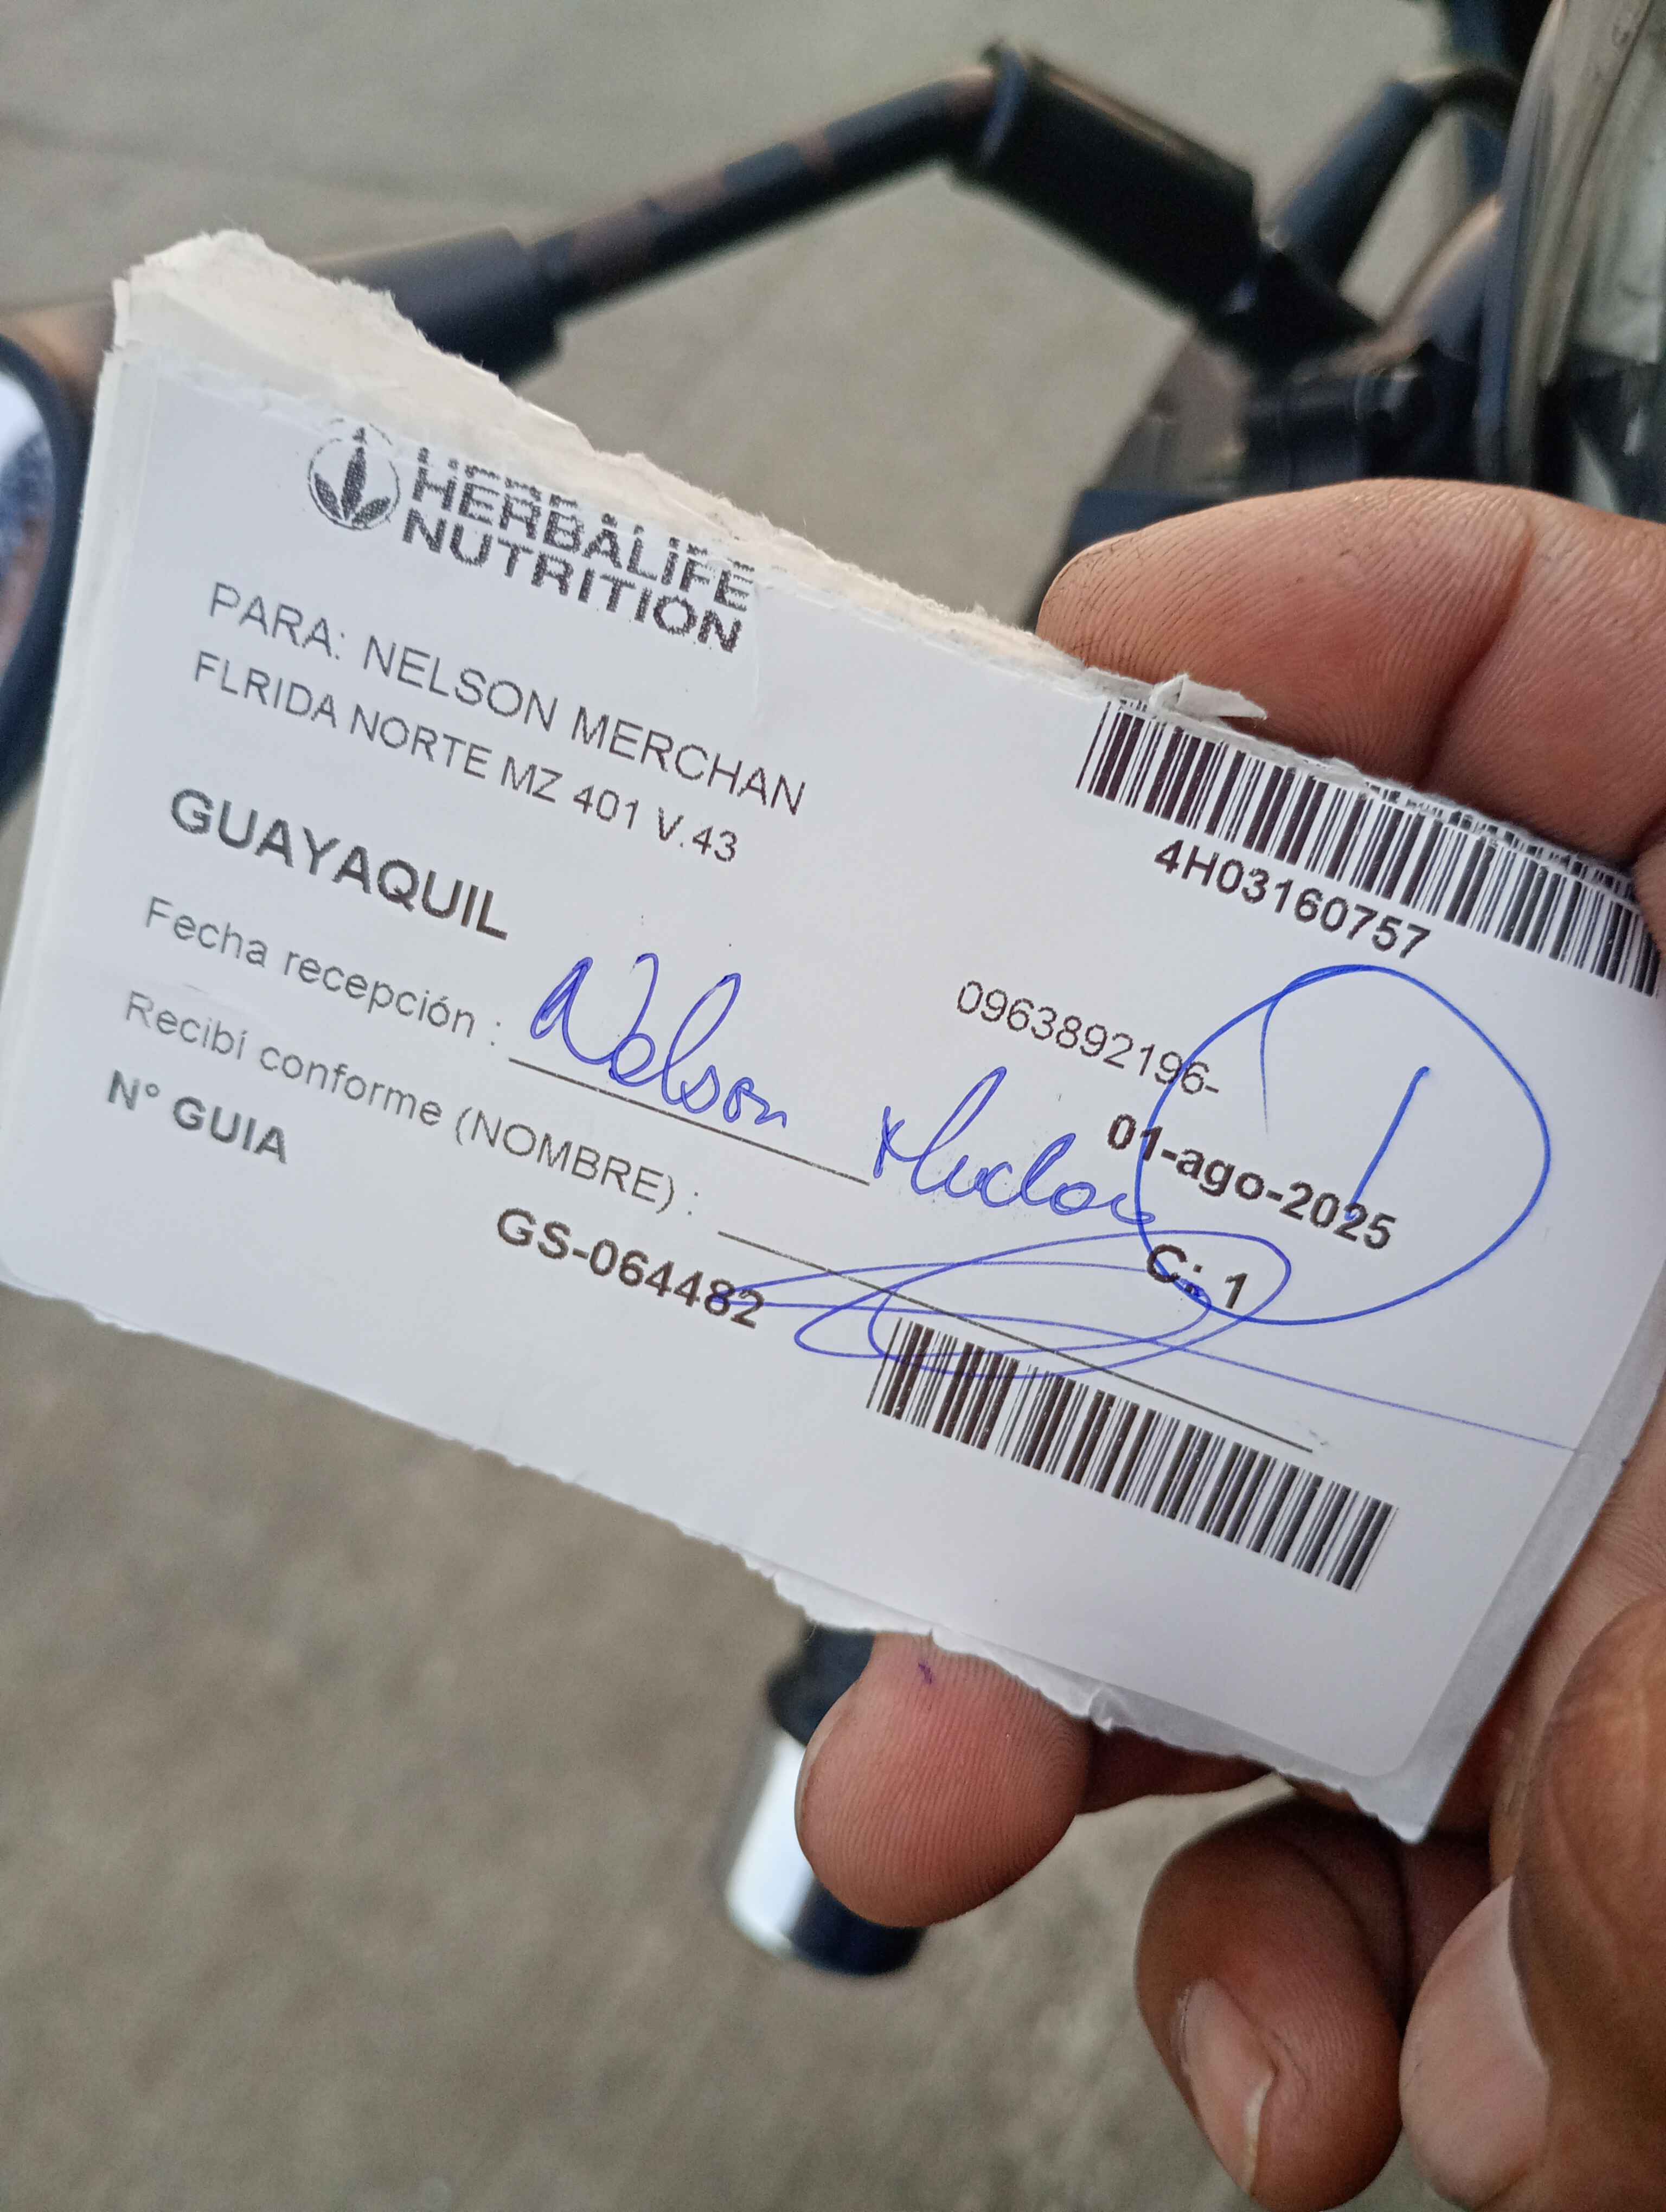 HERBALIFE
NUTRITION
PARA: NELSON MERCHAN
FLRIDA NORTE MZ 401 V.43
4H03160757
GUAYAQUIL
0963892196-
Fecha recepción : Nelson
01-ago-2025
Recibí conforme (NOMBRE) :
C: 1
N° GUIA
GS-064482